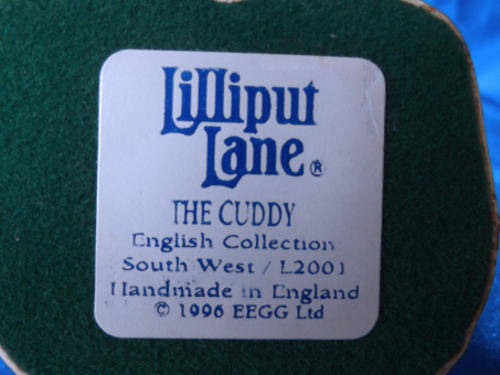 Lilliput
Lane®
THE CUDDY
English Collection
South West / L2001
Handmade in England
© 1996 EEGG Ltd